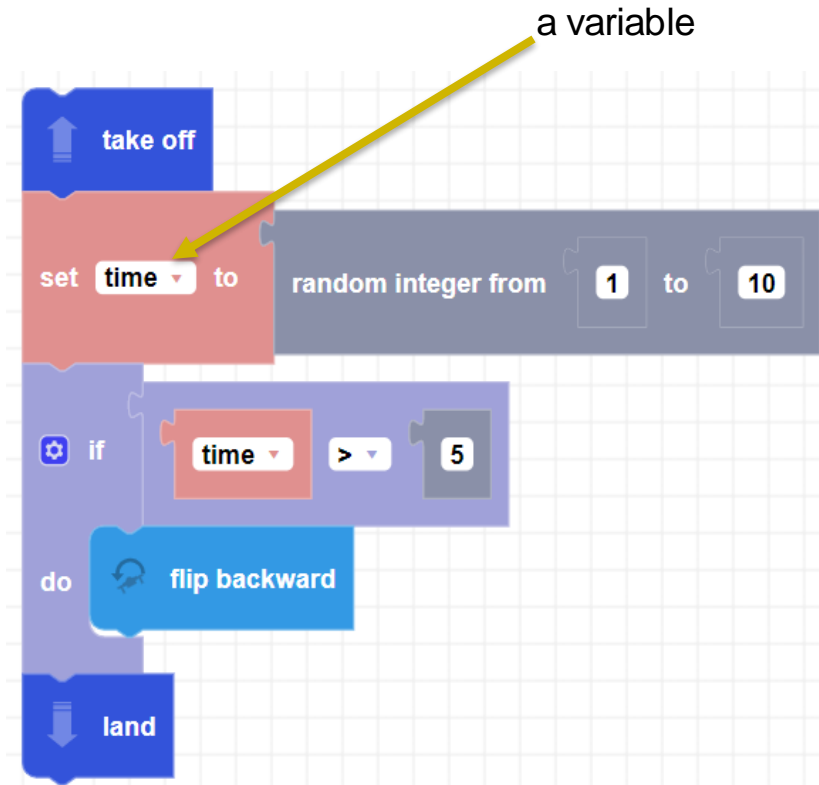 a variable
take off
set time to random integer from 1 to 10
if time > 5
do flip backward
land